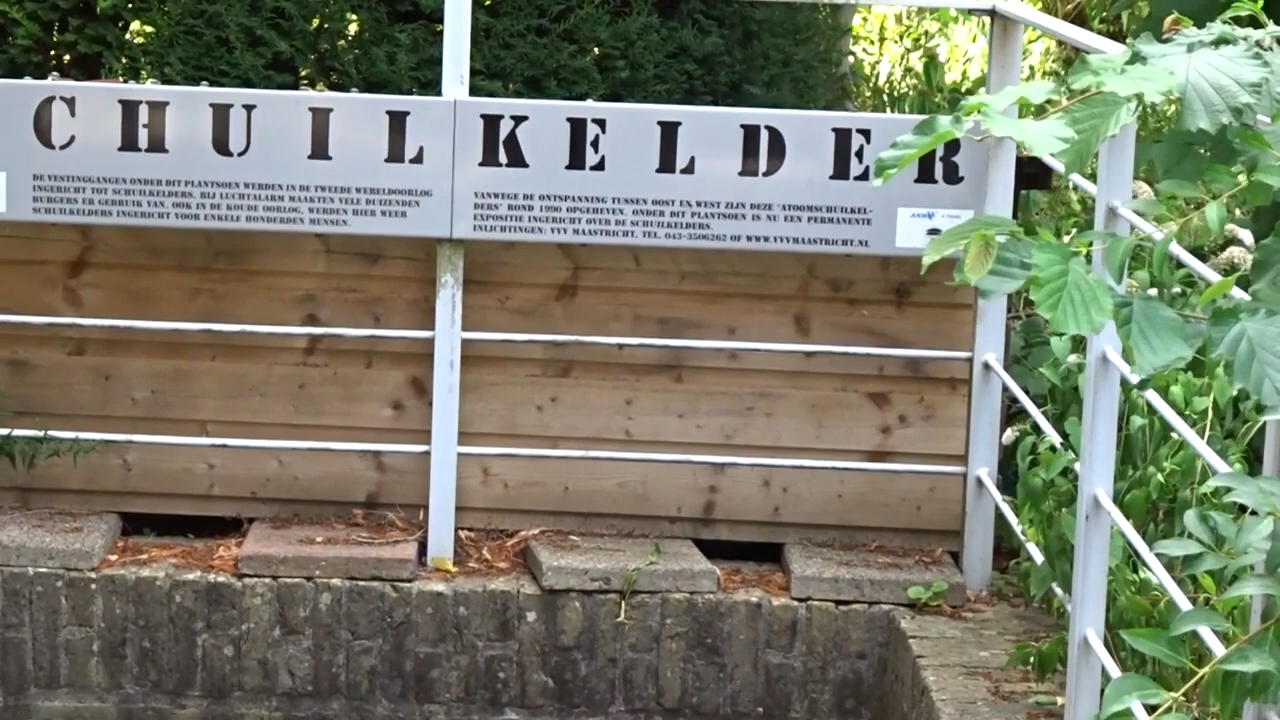 CHUILKELDER
DE VESTINGGANGEN ONDER DIT PLANTSOEN WERDEN IN DE TWEEDE WERELDOORLOG
INGERICHT TOT SCHUILKELDERS. BIJ LUCHTALARM MAAKTEN VELE DUIZENDEN
BURGERS ER GEBRUIK VAN. OOK IN DE KOUDE OORLOG, WERDEN HIER WEER
SCHUILKELDERS INGERICHT VOOR ENKELE HONDERDEN MENSEN.
VANWEGE DE ONTSPANNING TUSSEN OOST EN WEST ZIJN DEZE 'ATOOMSCHUILKEL-
DERS' ROND 1990 OPGEHEVEN. ONDER DIT PLANTSOEN IS NU EEN PERMANENTE
EXPOSITIE INGERICHT OVER DE SCHUILKELDERS.
INLICHTINGEN: VVV MAASTRICHT, TEL. 043-3506262 OF WWW.VVVMAASTRICHT.NL
ANWB